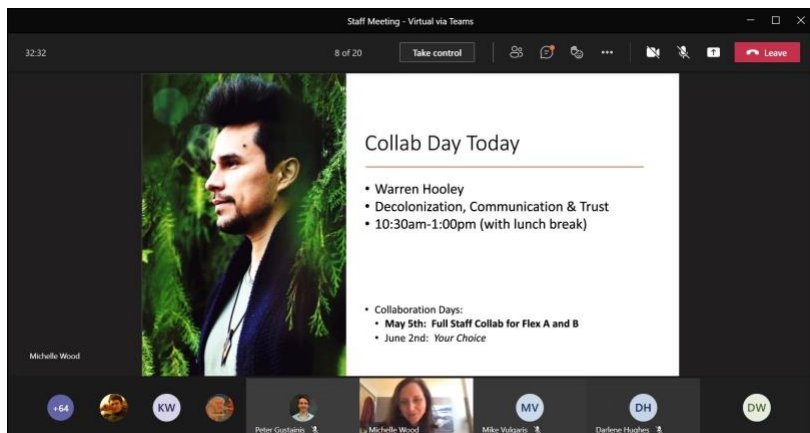 Staff Meeting - Virtual via Teams
32:32
8 of 20
Take control
Leave
Collab Day Today
• Warren Hooley
• Decolonization, Communication & Trust
• 10:30am-1:00pm (with lunch break)
• Collaboration Days:
• May 5th: Full Staff Collab for Flex A and B
• June 2nd: Your Choice
Michelle Wood
+64
KW
Peter Gustainis
Michelle Wood
MV
Mike Vulgaris
DH
Darlene Hughes
DW